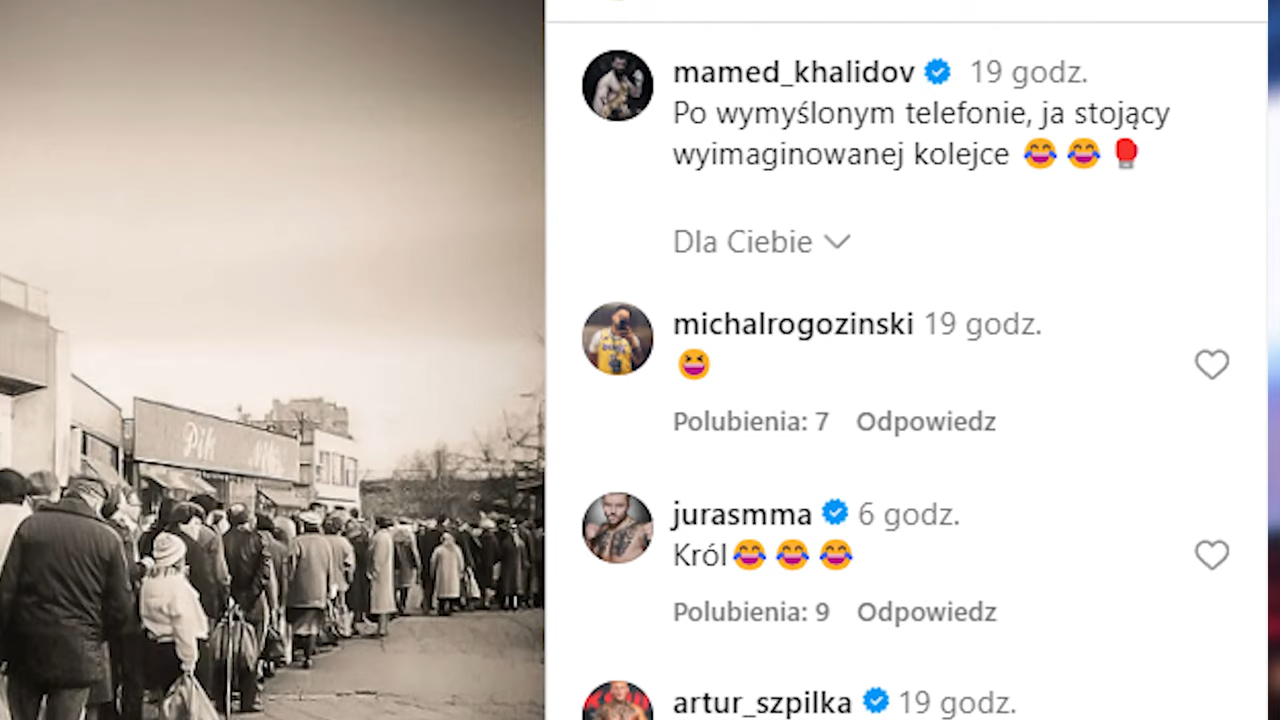 mamed_khalidov 19 godz.
Po wymyślonym telefonie, ja stojący
wyimaginowanej kolejce 😂 😂 🥊
Dla Ciebie
michalrogozinski 19 godz.
😆
Polubienia: 7 Odpowiedz
jurasmma 6 godz.
Król😂 😂 😂
Polubienia: 9 Odpowiedz
artur_szpilka 19 godz.
Pik